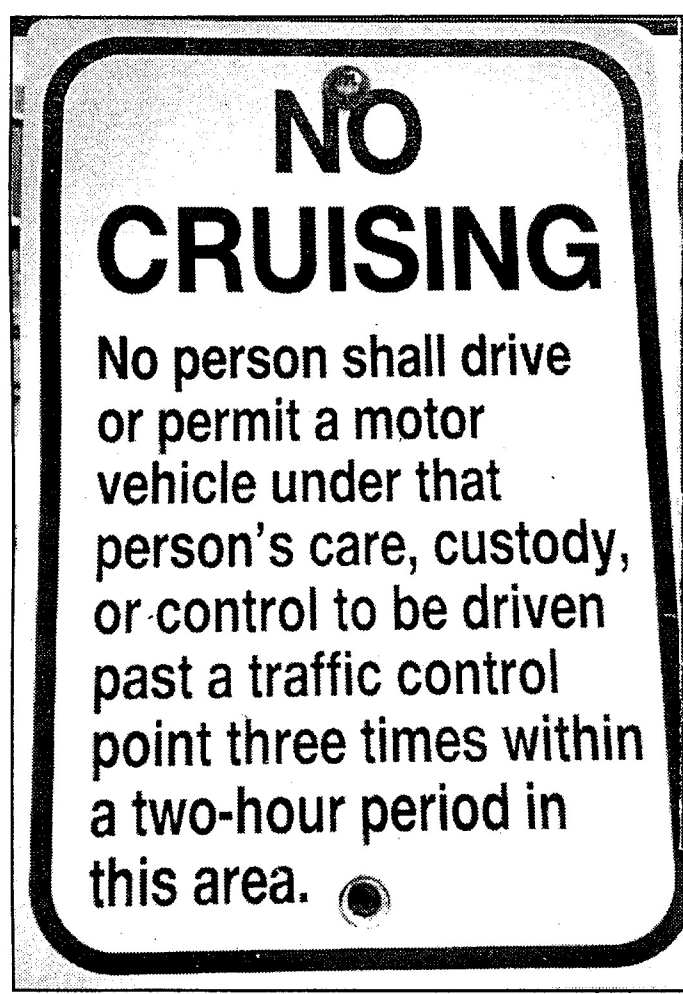 NO
CRUISING
No person shall drive
or permit a motor
vehicle under that
person's care, custody,
or control to be driven
past a traffic control
point three times within
a two-hour period in
this area.